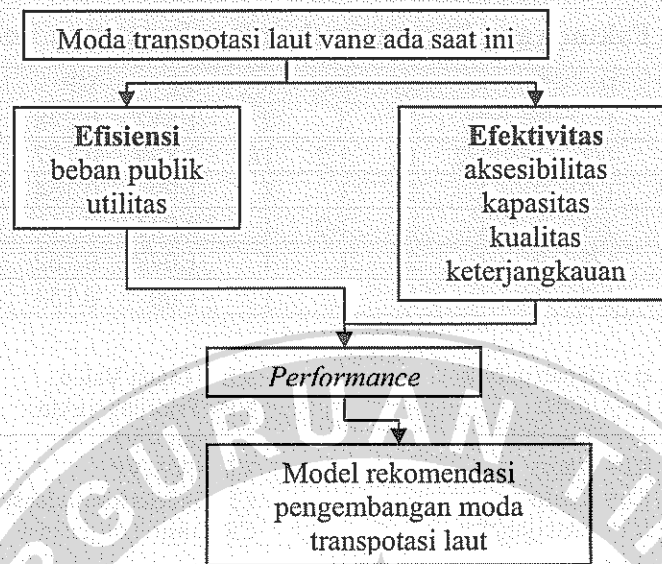 Moda transpotasi laut yang ada saat ini
Efisiensi
beban publik
utilitas
Efektivitas
aksesibilitas
kapasitas
kualitas
keterjangkauan
Performance
Model rekomendasi
pengembangan moda
transpotasi laut